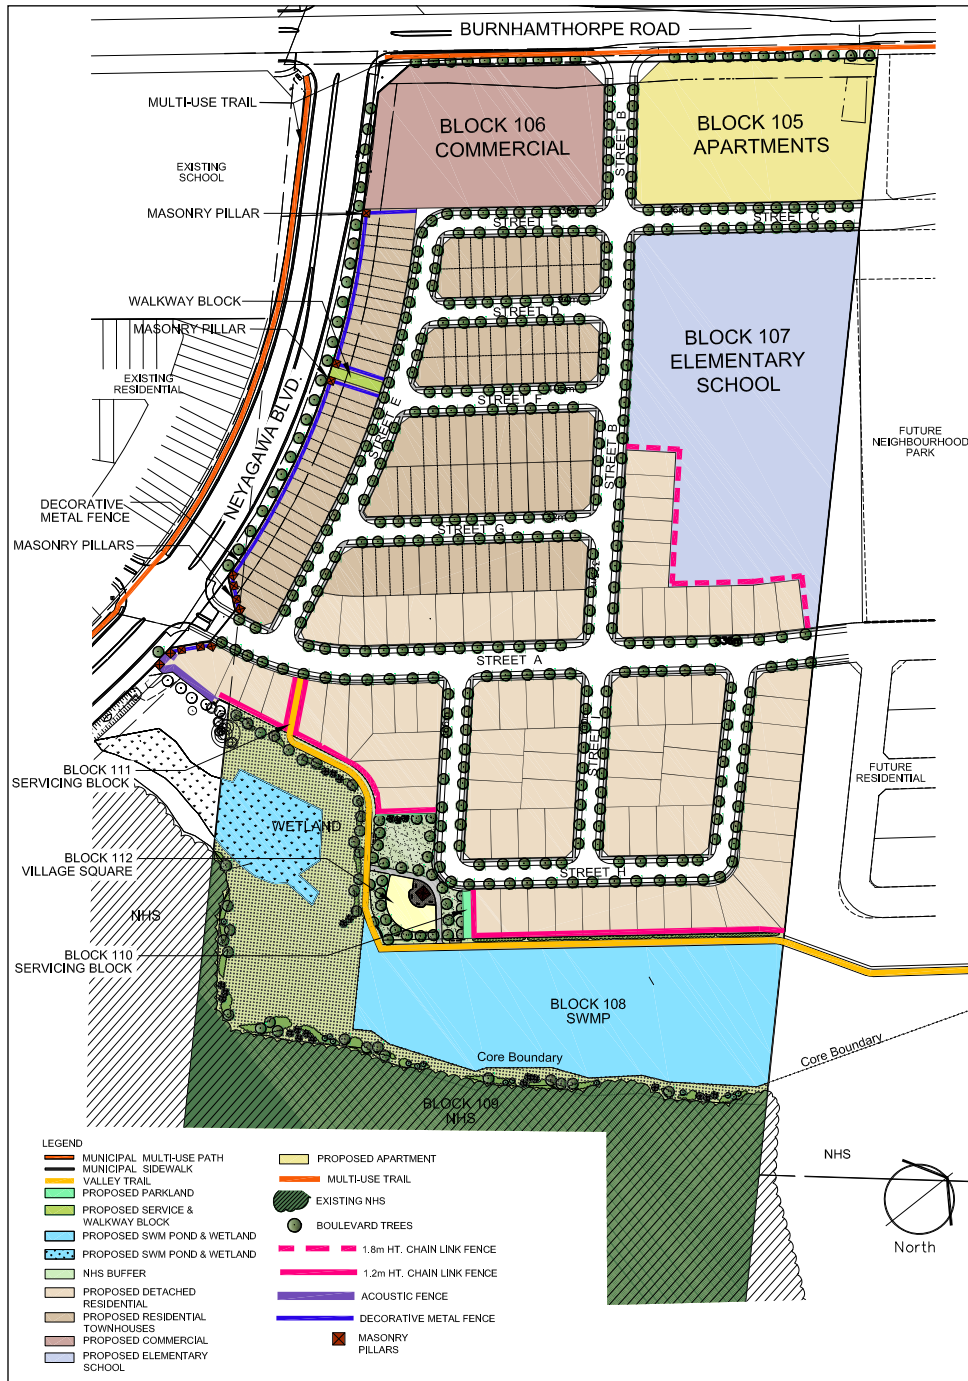 BURNHAMTHORPE ROAD
MULTI-USE TRAIL
BLOCK 106
COMMERCIAL
STREET B
BLOCK 105
APARTMENTS
EXISTING
SCHOOL
MASONRY PILLAR
STREET E
STREET C
WALKWAY BLOCK
MASONRY PILLAR
STREET D
BLOCK 107
ELEMENTARY
SCHOOL
EXISTING
RESIDENTIAL
NEYAGAWA BLVD.
STREET E
STREET F
STREET B
FUTURE
NEIGHBOURHOOD
PARK
DECORATIVE
METAL FENCE
MASONRY PILLARS
STREET G
STREET A
BLOCK 111
SERVICING BLOCK
STREET I
FUTURE
RESIDENTIAL
WETLAND
BLOCK 112
VILLAGE SQUARE
STREET H
NHS
BLOCK 110
SERVICING BLOCK
BLOCK 108
SWMP
Core Boundary
Core Boundary
BLOCK 109
NHS
NHS
North
LEGEND
MUNICIPAL MULTI-USE PATH
MUNICIPAL SIDEWALK
VALLEY TRAIL
PROPOSED PARKLAND
PROPOSED SERVICE &
WALKWAY BLOCK
PROPOSED SWM POND & WETLAND
PROPOSED SWM POND & WETLAND
NHS BUFFER
PROPOSED DETACHED
RESIDENTIAL
PROPOSED RESIDENTIAL
TOWNHOUSES
PROPOSED COMMERCIAL
PROPOSED ELEMENTARY
SCHOOL
PROPOSED APARTMENT
MULTI-USE TRAIL
EXISTING NHS
BOULEVARD TREES
1.8m HT. CHAIN LINK FENCE
1.2m HT. CHAIN LINK FENCE
ACOUSTIC FENCE
DECORATIVE METAL FENCE
MASONRY
PILLARS